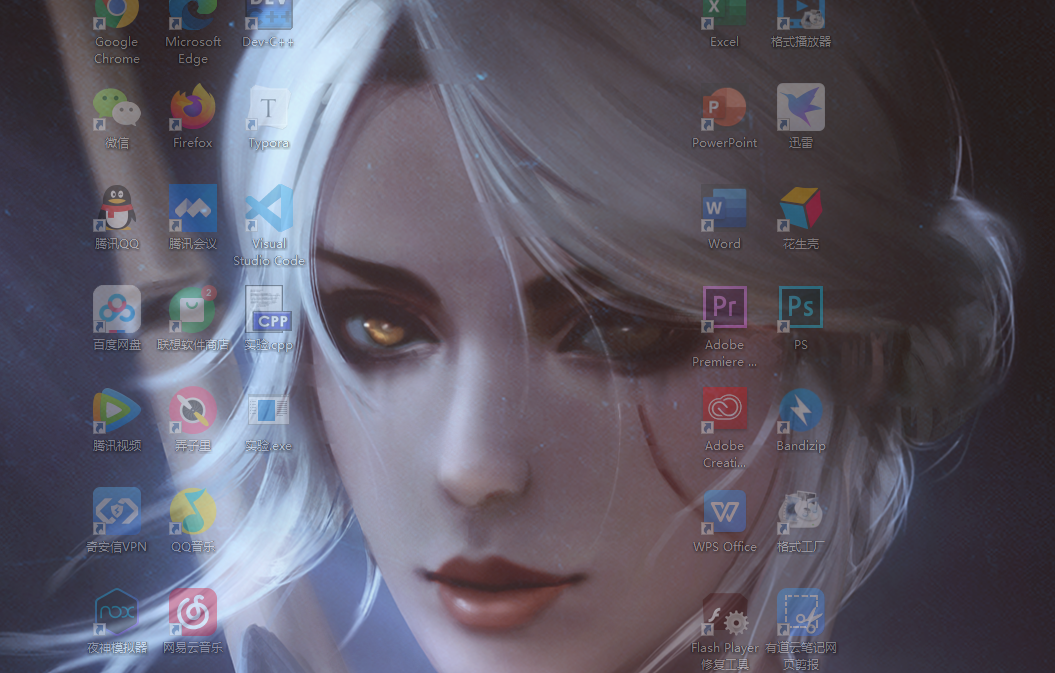 DEV
Google
Chrome
Microsoft
Edge
Dev-C++
X
Excel
格式播放器
T
P
微信
Firefox
Typora
PowerPoint
迅雷
W
腾讯QQ
腾讯会议
Visual
Studio Code
Word
花生壳
2
CPP
Pr
Ps
百度网盘
联想软件商店
实验.cpp
Adobe
Premiere ...
PS
腾讯视频
弄子里
实验.exe
Adobe
Creati...
Bandizip
W
奇安信VPN
QQ音乐
WPS Office
格式工厂
nox
夜神模拟器
网易云音乐
Flash Player
修复工具
有道云笔记网
页剪报